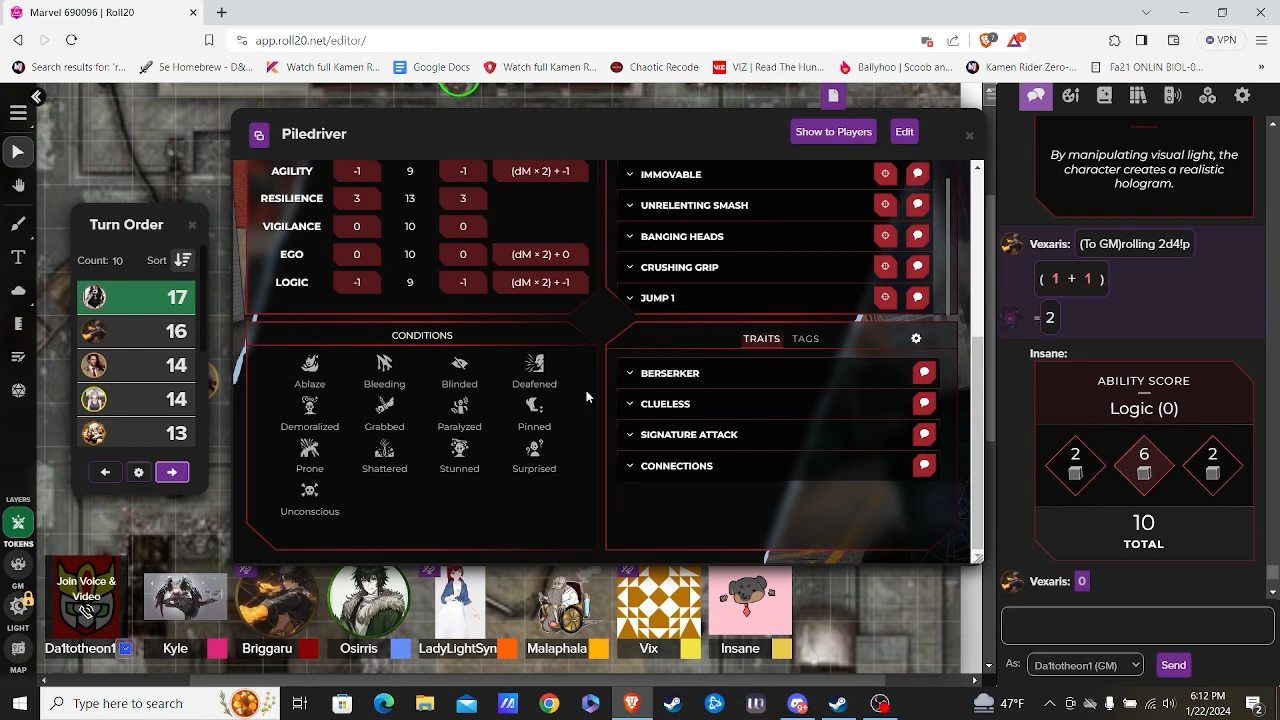 Marvel 690096 | Roll20
app.roll20.net/editor/
VPN
Search results for: 'r...
5e Homebrew - D&...
Watch full Kamen R...
Google Docs
Watch full Kamen R...
Chaotic Recode
VIZ | Read The Hun...
Ballyhoo | Scoob an...
Kamen Rider Zero-...
Fa21 ONLIN BIOL-0...
Piledriver
Show to Players
Edit
AGILITY -1 9 -1 (dM × 2) + -1
RESILIENCE 3 13 3
VIGILANCE 0 10 0
EGO 0 10 0 (dM × 2) + 0
LOGIC -1 9 -1 (dM × 2) + -1
IMMOVABLE
UNRELENTING SMASH
BANGING HEADS
CRUSHING GRIP
JUMP 1
CONDITIONS
Ablaze Bleeding Blinded Deafened
Demoralized Grabbed Paralyzed Pinned
Prone Shattered Stunned Surprised
Unconscious
TRAITS TAGS
BERSERKER
CLUELESS
SIGNATURE ATTACK
CONNECTIONS
Turn Order
Count: 10 Sort
17
16
14
14
13
LAYERS
TOKENS
GM
LIGHT
MAP
Join Voice &
Video
Da1totheon1
Kyle
Briggaru
Osirris
LadyLightSyn
Malaphala
Vix
Insane
By manipulating visual light, the
character creates a realistic
hologram.
Vexaris: (To GM)rolling 2d4!p
( 1 + 1 )
=2
Insane:
ABILITY SCORE
Logic (0)
2 6 2
10
TOTAL
Vexaris: 0
As: Da1totheon1 (GM) Send
Type here to search
99+
47°F
6:12 PM
1/22/2024